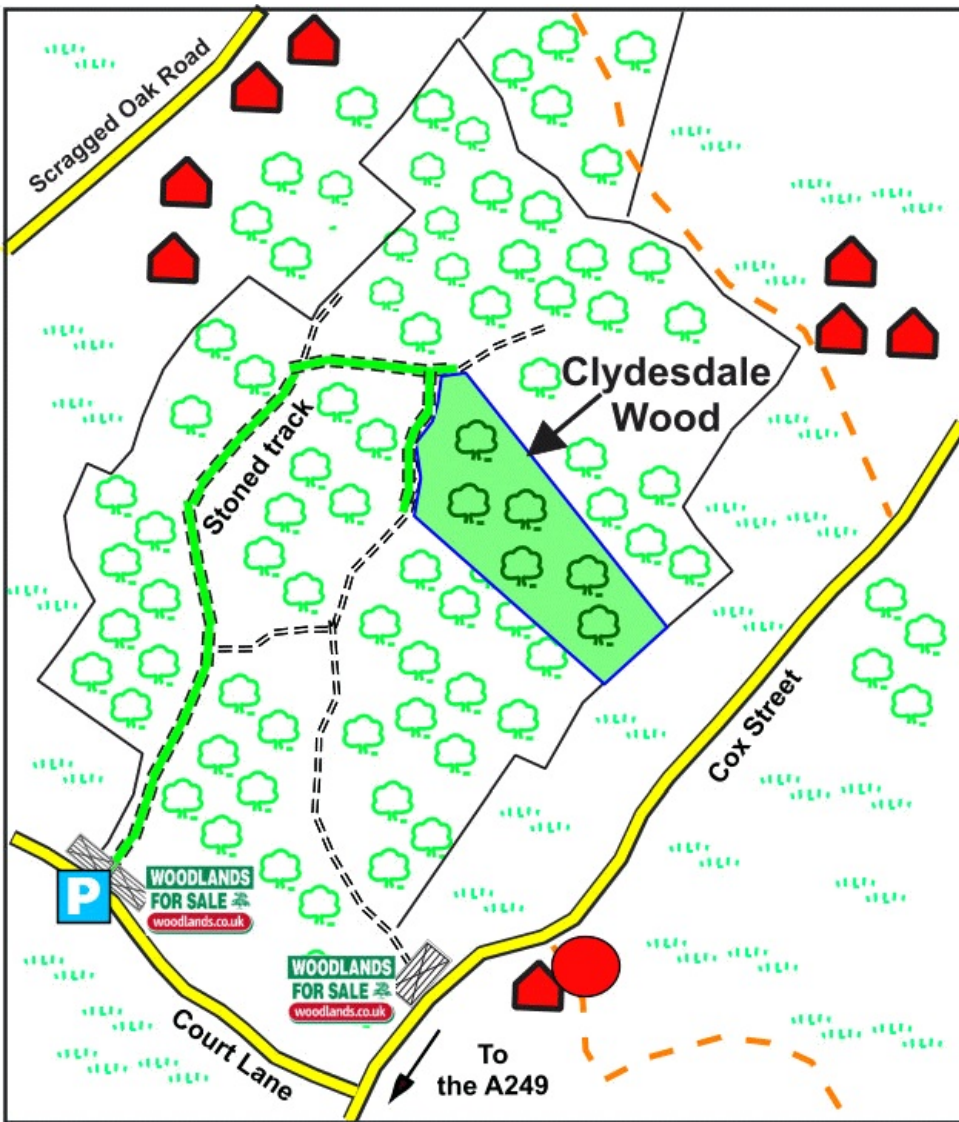 Scragged Oak Road
Clydesdale
Wood
Stoned track
Cox Street
P
WOODLANDS
FOR SALE
woodlands.co.uk
WOODLANDS
FOR SALE
woodlands.co.uk
Court Lane
To
the A249